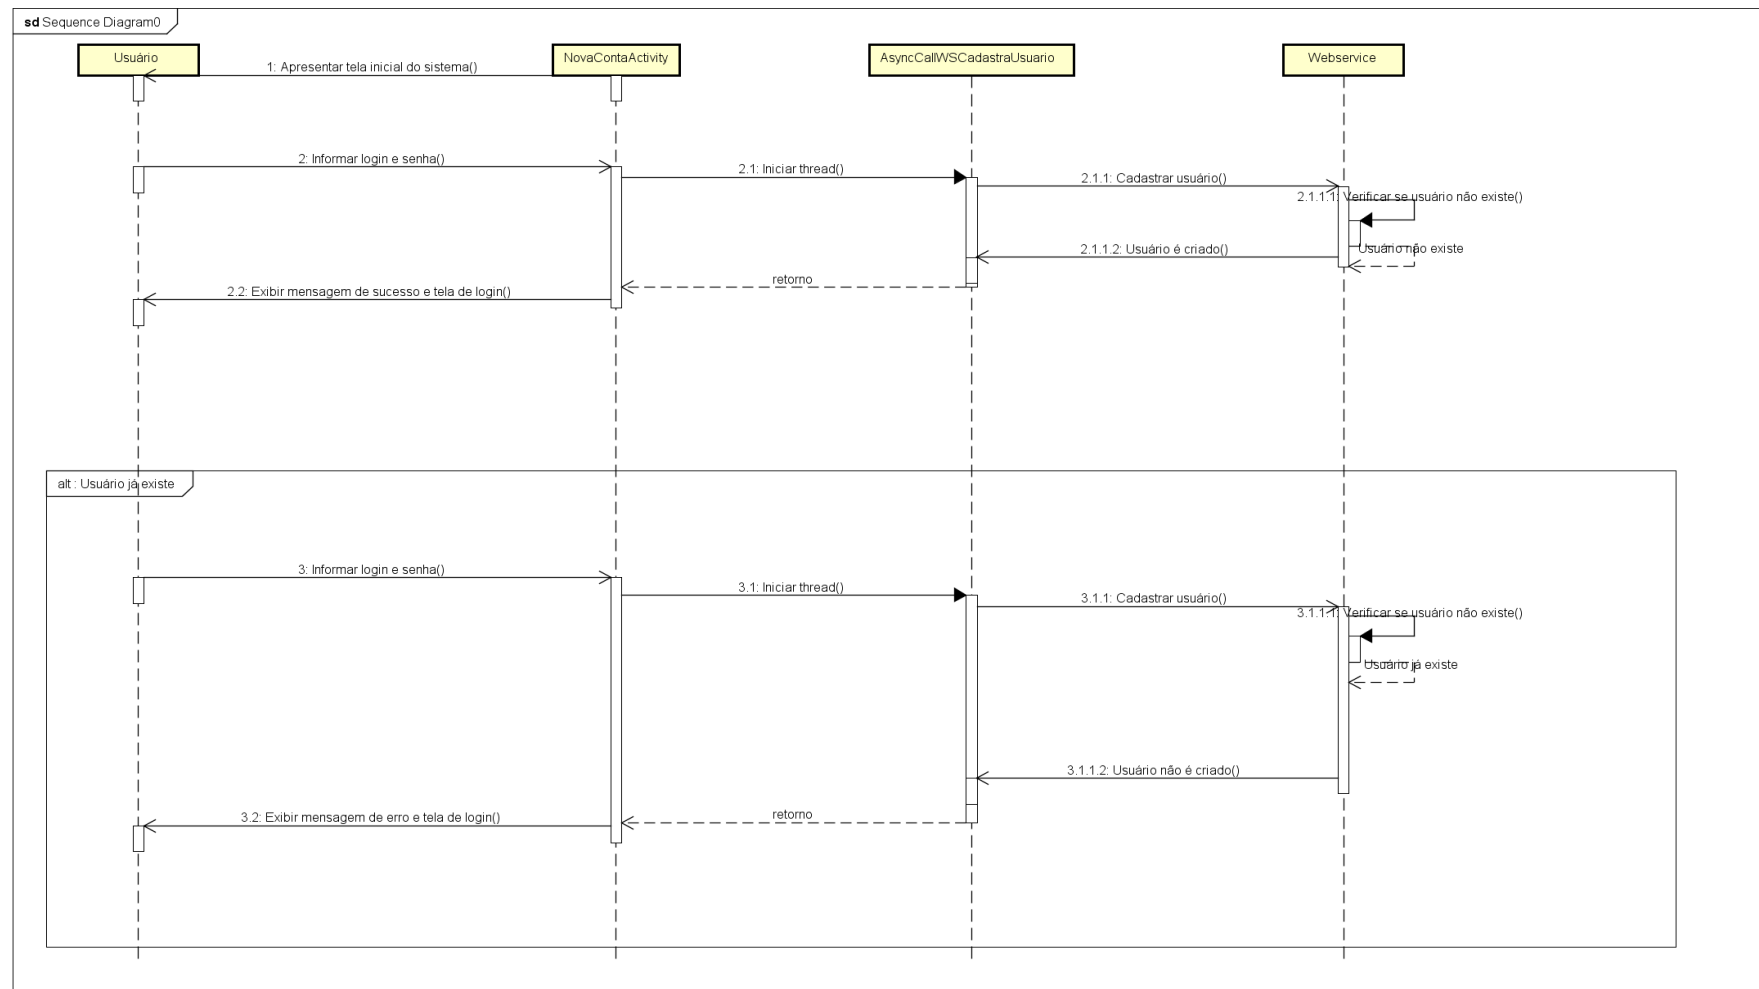 sd Sequence Diagram0
Usuário
NovaContaActivity
AsyncCallWSCadastraUsuario
Webservice
1: Apresentar tela inicial do sistema()
2: Informar login e senha()
2.1: Iniciar thread()
2.1.1: Cadastrar usuário()
2.1.1.1: Verificar se usuário não existe()
Usuário não existe
2.1.1.2: Usuário é criado()
retorno
2.2: Exibir mensagem de sucesso e tela de login()
alt : Usuário já existe
3: Informar login e senha()
3.1: Iniciar thread()
3.1.1: Cadastrar usuário()
3.1.1.1: Verificar se usuário não existe()
Usuário já existe
3.1.1.2: Usuário não é criado()
retorno
3.2: Exibir mensagem de erro e tela de login()